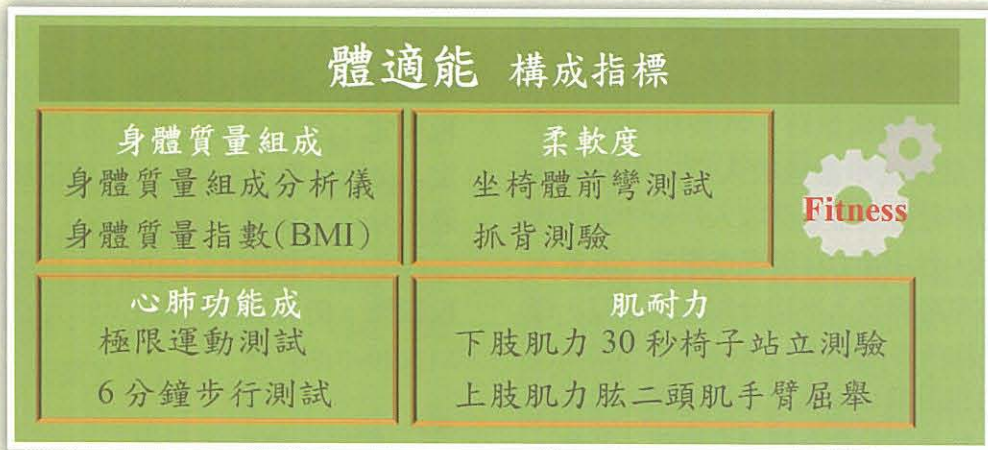 體適能 構成指標
身體質量組成
身體質量組成分析儀
身體質量指數(BMI)
柔軟度
坐椅體前彎測試
抓背測驗
Fitness
心肺功能成
極限運動測試
6分鐘步行測試
肌耐力
下肢肌力 30 秒椅子站立測驗
上肢肌力肱二頭肌手臂屈舉